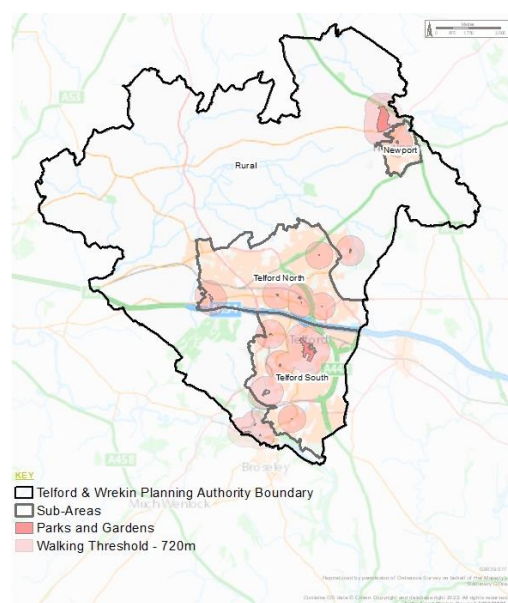 A53
Rural
Newport
Telford North
Telford
Telford South
A458
Broseley
Much Wenlock
KEY
Telford & Wrekin Planning Authority Boundary
Sub-Areas
Parks and Gardens
Walking Threshold - 720m